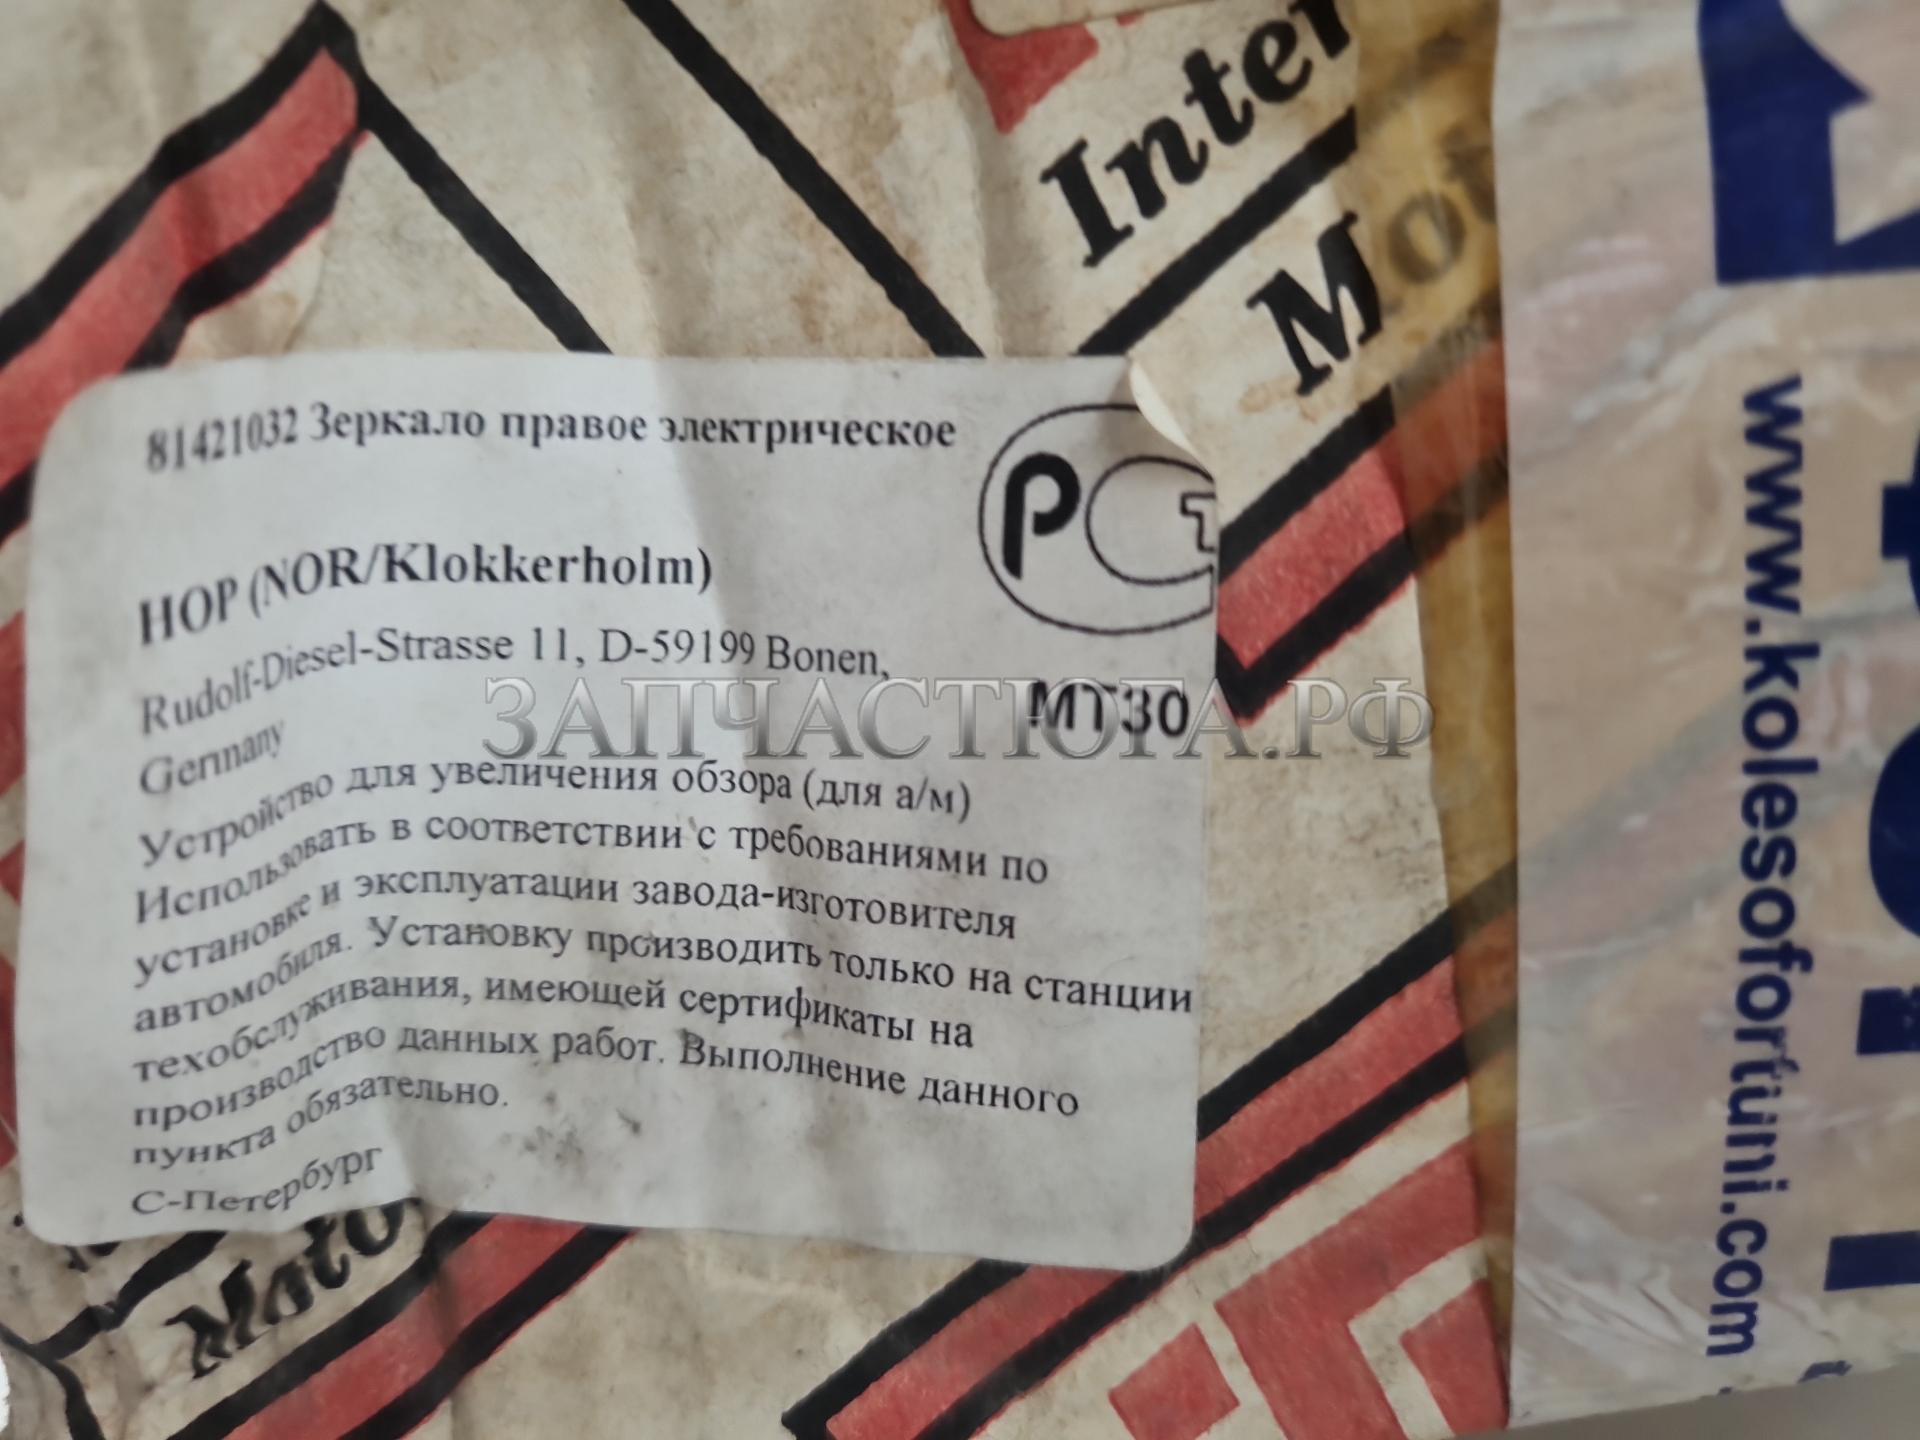 Inter
Mot
81421032 Зеркало правое электрическое
РСТ
НОР (NOR/Klokkerholm)
Rudolf-Diesel-Strasse 11, D-59199 Bonen,
Germany
МТ30
ЗАПЧАСТЮГА.РФ
Устройство для увеличения обзора (для а/м)
Использовать в соответствии с требованиями по
установке и эксплуатации завода-изготовителя
автомобиля. Установку производить только на станции
техобслуживания, имеющей сертификаты на
производство данных работ. Выполнение данного
пункта обязательно.
С-Петербург
Moto
www.kolesofortuni.com